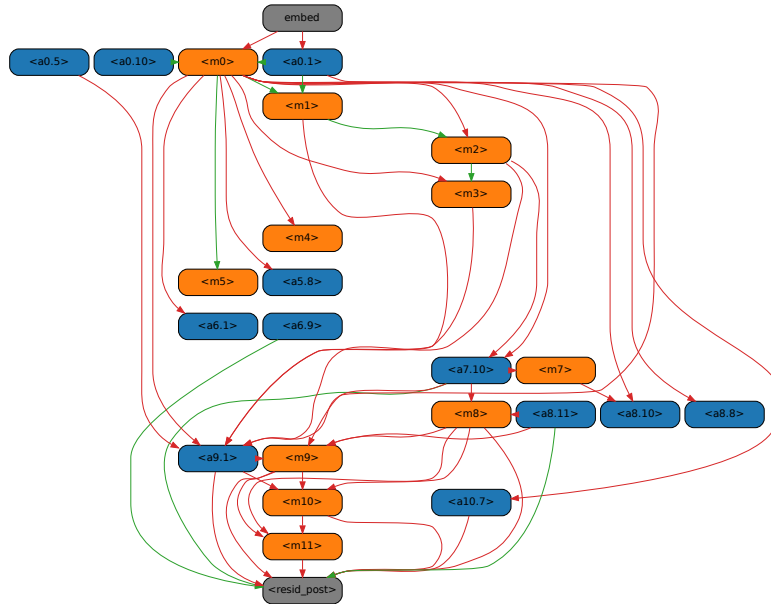 embed
<a0.5> <a0.10> <m0> <a0.1>
<m1>
<m2>
<m3>
<m4>
<m5> <a5.8>
<a6.1> <a6.9>
<a7.10> <m7>
<m8> <a8.11> <a8.10> <a8.8>
<a9.1> <m9>
<m10> <a10.7>
<m11>
<resid_post>